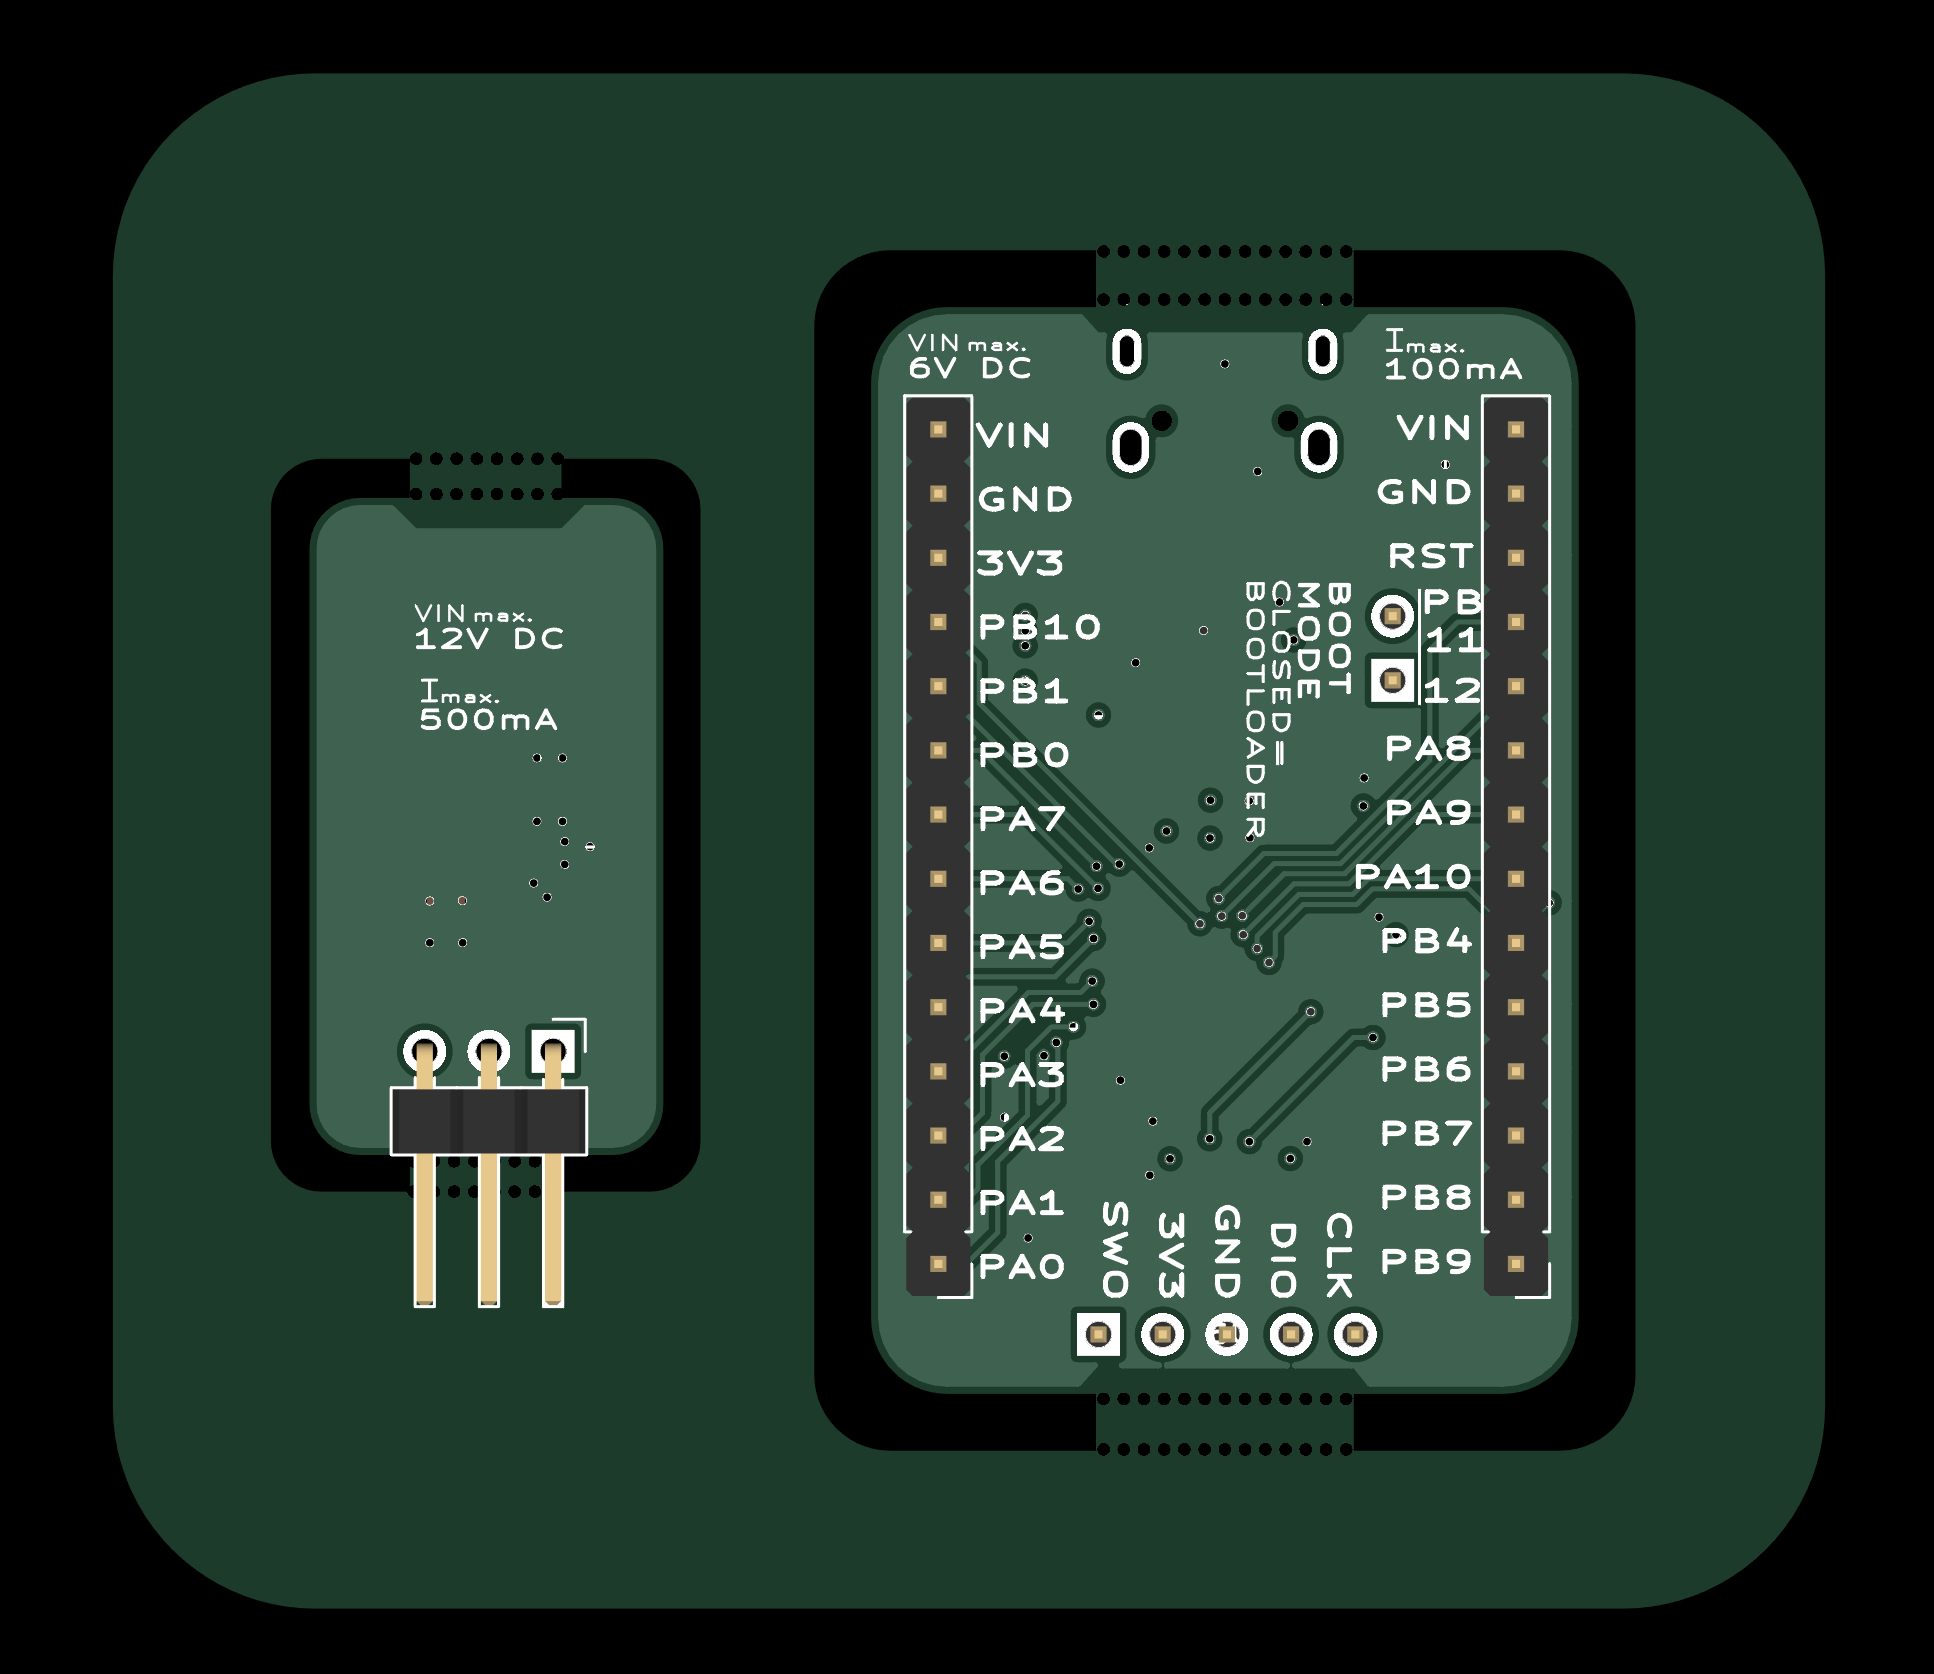 VIN max.
12V DC
Imax.
500mA
VIN max.
6V DC
Imax.
100mA
VIN
GND
3V3
PB10
PB1
PB0
PA7
PA6
PA5
PA4
PA3
PA2
PA1
PA0
BOOT
MODE
CLOSED=
BOOTLOADER
VIN
GND
RST
PB
11
12
PA8
PA9
PA10
PB4
PB5
PB6
PB7
PB8
PB9
SWO
3V3
GND
DIO
CLK